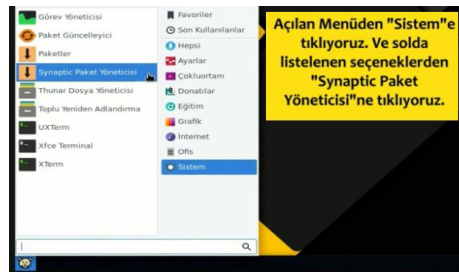 Görev Yöneticisi
Paket Güncelleyici
Paketler
Synaptic Paket Yöneticisi
Thunar Dosya Yöneticisi
Toplu Yeniden Adlandırma
UXTerm
Xfce Terminal
XTerm
Favoriler
Son Kullanılanlar
Hepsi
Ayarlar
Çokluortam
Donatılar
Eğitim
Grafik
İnternet
Ofis
Sistem
Açılan Menüden "Sistem"e
tıklıyoruz. Ve solda
listelenen seçeneklerden
"Synaptic Paket
Yöneticisi"ne tıklıyoruz.